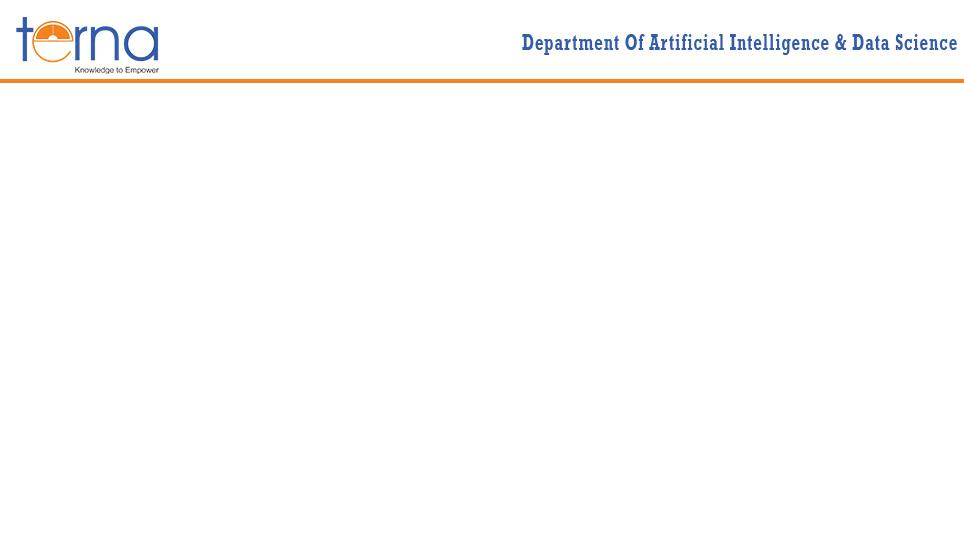 terna
Knowledge to Empower
Department Of Artificial Intelligence & Data Science